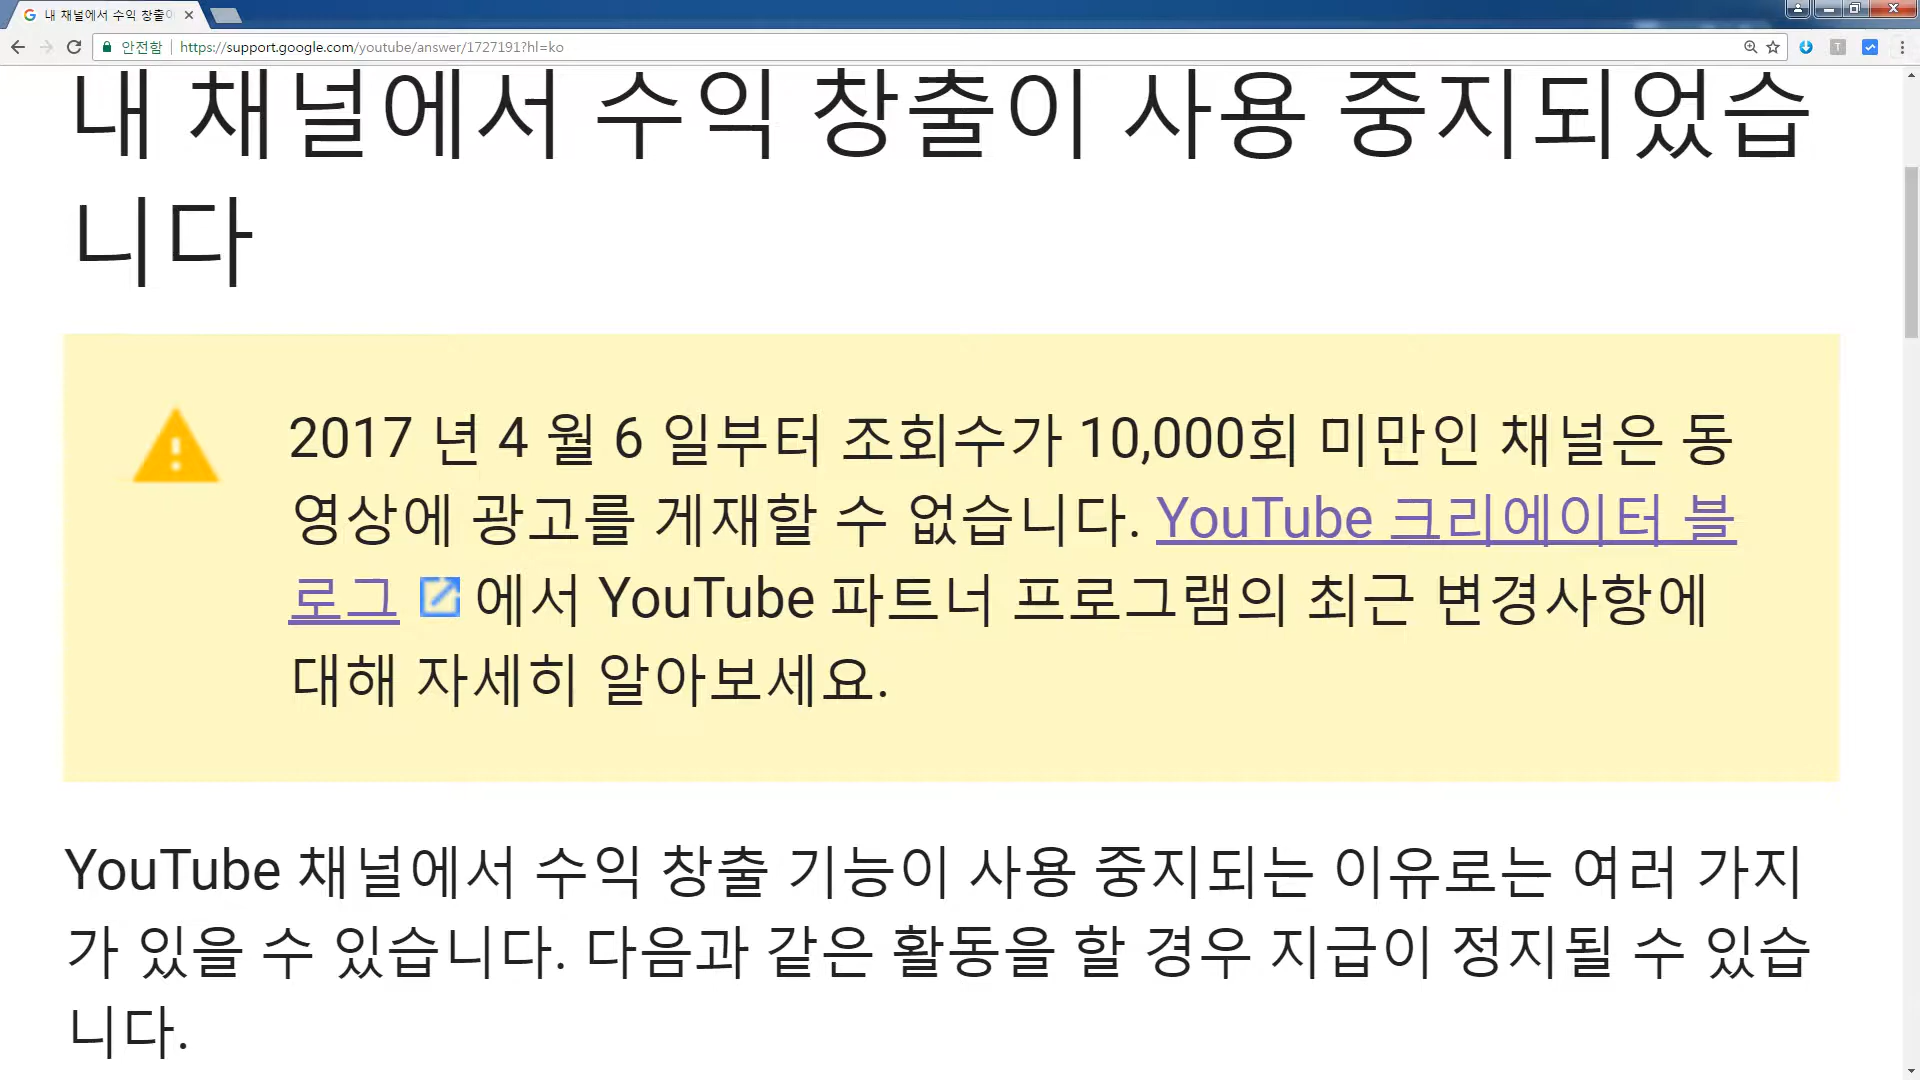 내 채널에서 수익 창출이
안전함 https://support.google.com/youtube/answer/1727191?hl=ko
내 채널에서 수익 창출이 사용 중지되었습
니다
2017 년 4 월 6 일부터 조회수가 10,000회 미만인 채널은 동
영상에 광고를 게재할 수 없습니다. YouTube 크리에이터 블
로그 에서 YouTube 파트너 프로그램의 최근 변경사항에
대해 자세히 알아보세요.
YouTube 채널에서 수익 창출 기능이 사용 중지되는 이유로는 여러 가지
가 있을 수 있습니다. 다음과 같은 활동을 할 경우 지급이 정지될 수 있습
니다.